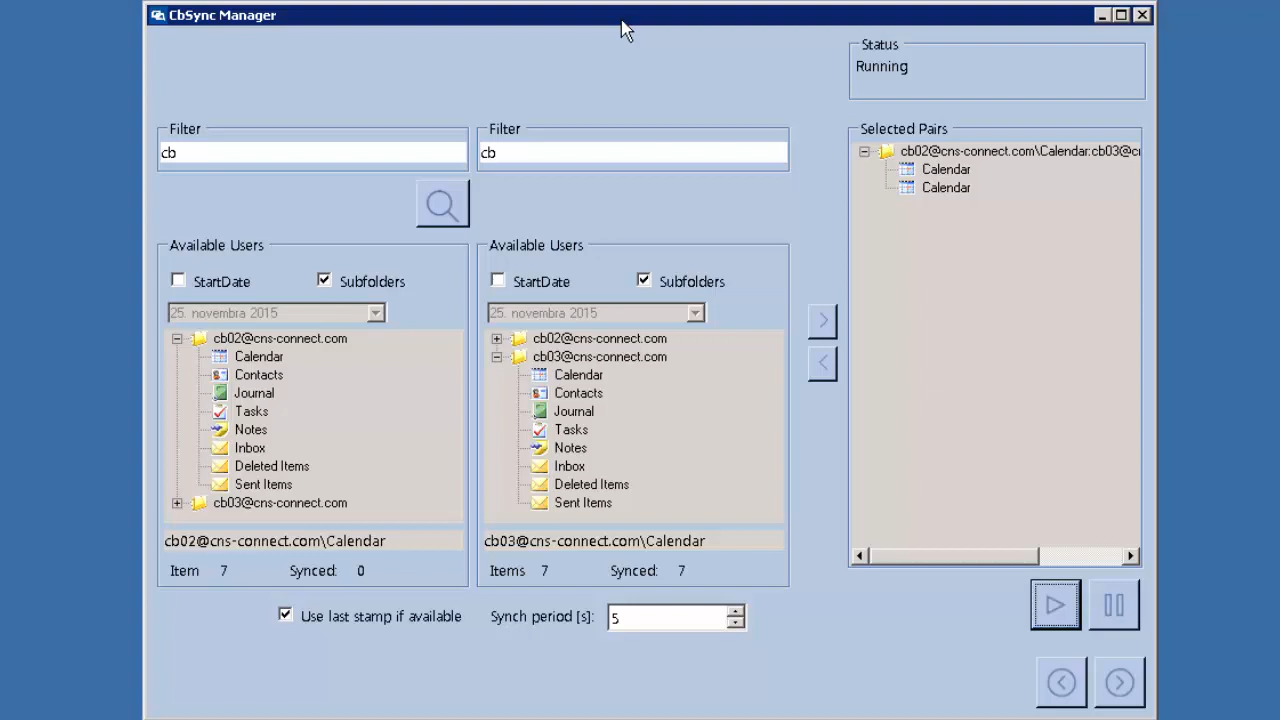 CbSync Manager
Status
Running
Filter
cb
Filter
cb
Selected Pairs
cb02@cns-connect.com\Calendar:cb03@c
Calendar
Calendar
Available Users
StartDate
Subfolders
25. novembra 2015
cb02@cns-connect.com
Calendar
Contacts
Journal
Tasks
Notes
Inbox
Deleted Items
Sent Items
cb03@cns-connect.com
cb02@cns-connect.com\Calendar
Item 7 Synced: 0
Available Users
StartDate
Subfolders
25. novembra 2015
cb02@cns-connect.com
cb03@cns-connect.com
Calendar
Contacts
Journal
Tasks
Notes
Inbox
Deleted Items
Sent Items
cb03@cns-connect.com\Calendar
Items 7 Synced: 7
Use last stamp if available
Synch period [s]: 5